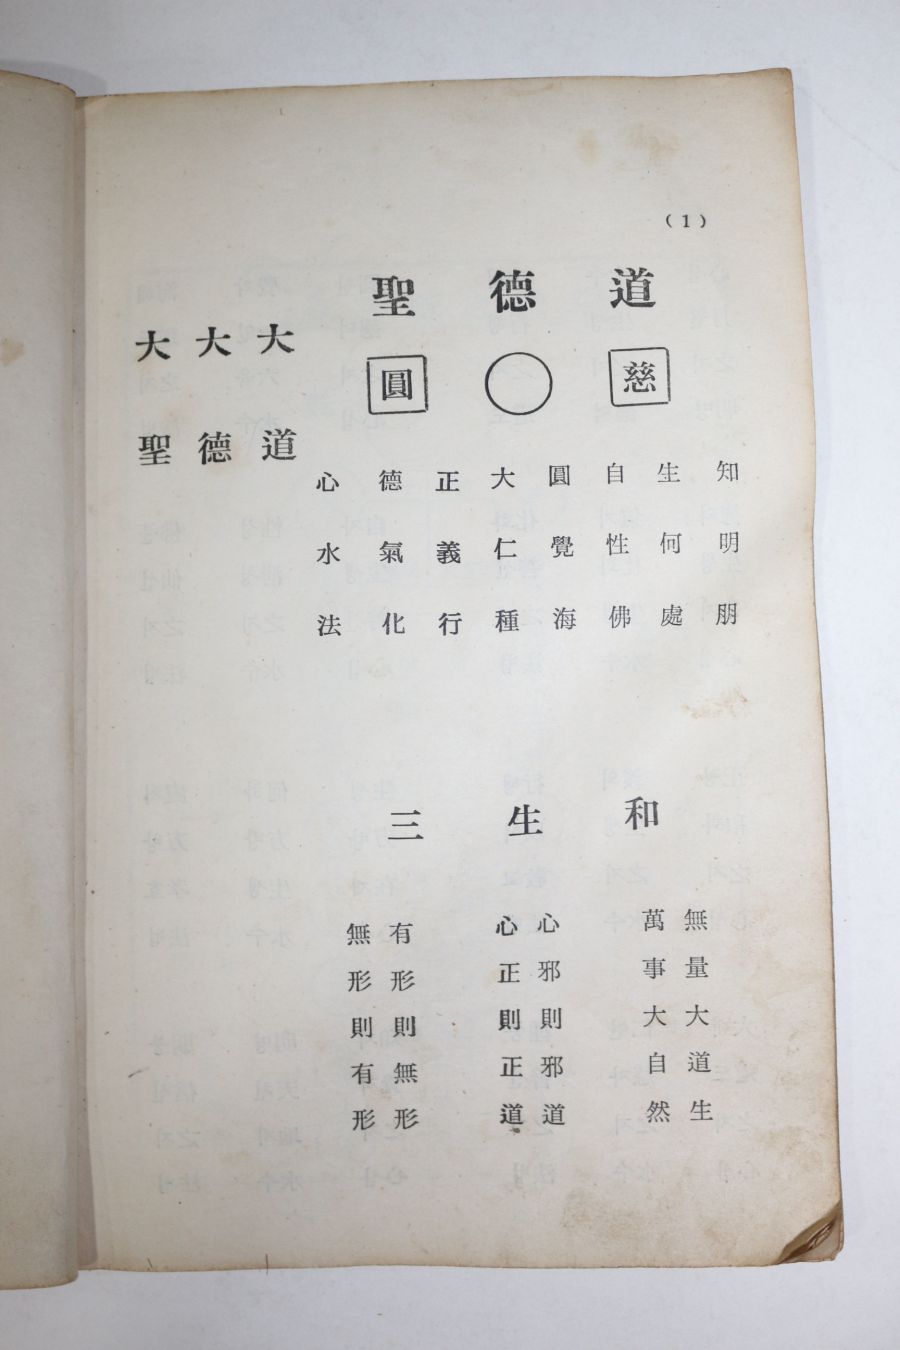 (1)
道德聖
慈 ○ 圓
大道
大德
大聖
知明朋
生何處
自性佛
圓覺海
大仁種
正義行
德氣化
心水法
和生三
無量大道生
萬事大自然
心邪則邪道
心正則正道
有形則無形
無形則有形